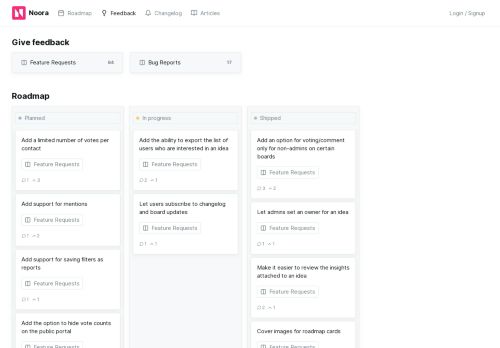 Noora
Roadmap
Feedback
Changelog
Articles
Login / Signup
Give feedback
Feature Requests
64
Bug Reports
17
Roadmap
Planned
Add a limited number of votes per
contact
Feature Requests
1 3
Add support for mentions
Feature Requests
1 2
Add support for saving filters as
reports
Feature Requests
1 1
Add the option to hide vote counts
on the public portal
Feature Requests
In progress
Add the ability to export the list of
users who are interested in an idea
Feature Requests
2 1
Let users subscribe to changelog
and board updates
Feature Requests
1 1
Shipped
Add an option for voting/comment
only for non-admins on certain
boards
Feature Requests
3 2
Let admins set an owner for an idea
Feature Requests
1 1
Make it easier to review the insights
attached to an idea
Feature Requests
2 1
Cover images for roadmap cards
Feature Requests